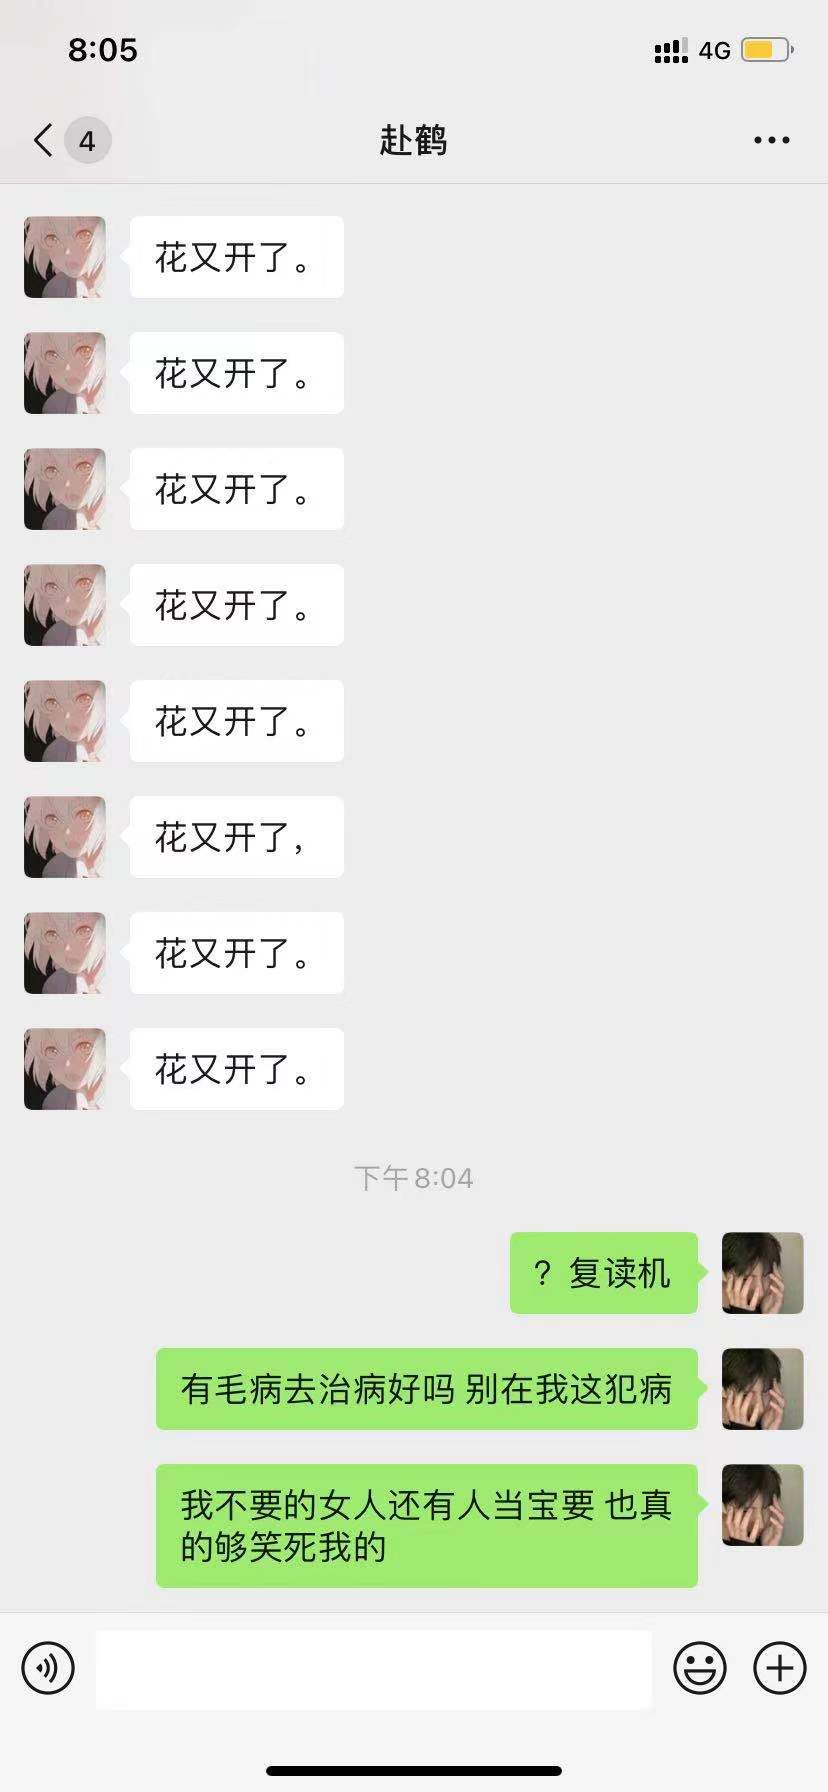 8:05
4G
4
赴鹤
花又开了。
花又开了。
花又开了。
花又开了。
花又开了。
花又开了,
花又开了。
花又开了。
下午8:04
？复读机
有毛病去治病好吗 别在我这犯病
我不要的女人还有人当宝要 也真
的够笑死我的